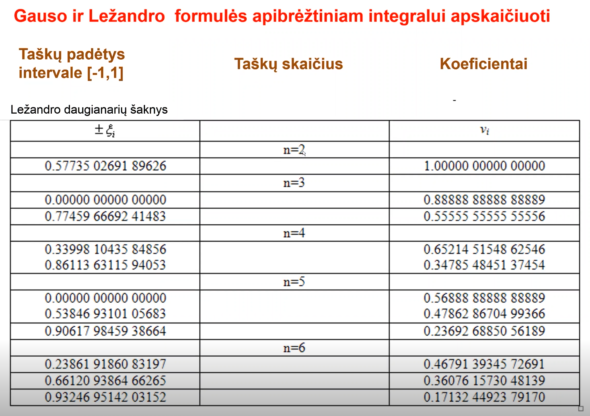 Gauso ir Ležandro formulės apibrėžtiniam integralui apskaičiuoti
Taškų padėtys
intervale [-1,1]
Taškų skaičius
Koeficientai
Ležandro daugianarių šaknys
± ξi νi
n=2
0.57735 02691 89626 1.00000 00000 00000
n=3
0.00000 00000 00000 0.88888 88888 88889
0.77459 66692 41483 0.55555 55555 55556
n=4
0.33998 10435 84856 0.65214 51548 62546
0.86113 63115 94053 0.34785 48451 37454
n=5
0.00000 00000 00000 0.56888 88888 88889
0.53846 93101 05683 0.47862 86704 99366
0.90617 98459 38664 0.23692 68850 56189
n=6
0.23861 91860 83197 0.46791 39345 72691
0.66120 93864 66265 0.36076 15730 48139
0.93246 95142 03152 0.17132 44923 79170